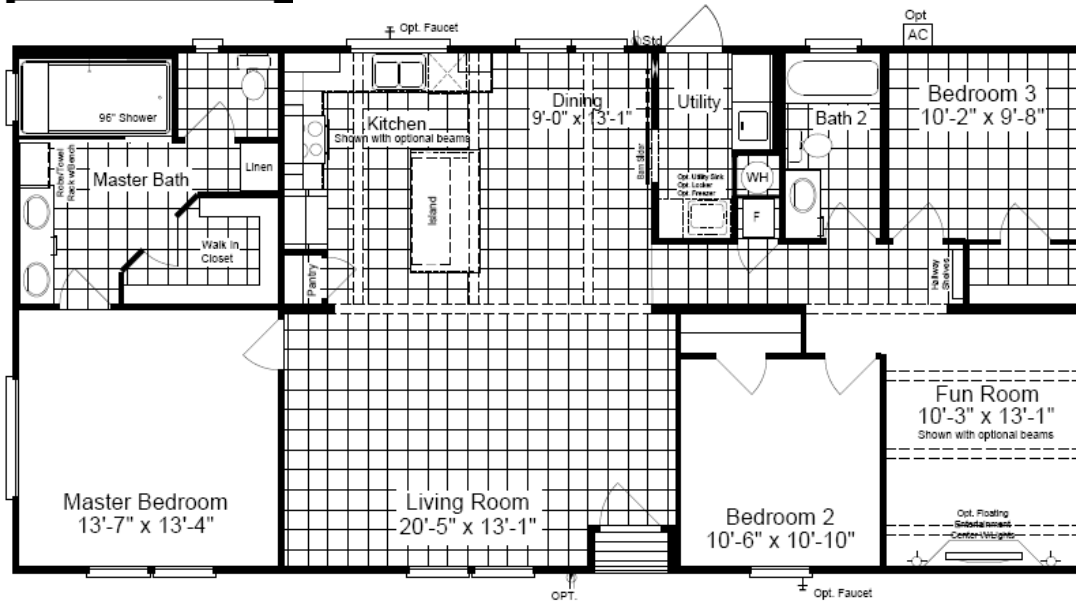 Opt. Faucet
Std
Opt
AC
96" Shower
Kitchen
Shown with optional beams
Dining
9'-0" x 13'-1"
Utility
Bath 2
Bedroom 3
10'-2" x 9'-8"
Robe/Towel
Rack w/Bench
Master Bath
Linen
Barn Slider
Opt. Utility Sink
Opt. Locker
Opt. Freezer
WH
F
Island
Walk In
Closet
Pantry
Hallway
Shelves
Master Bedroom
13'-7" x 13'-4"
Living Room
20'-5" x 13'-1"
Bedroom 2
10'-6" x 10'-10"
Fun Room
10'-3" x 13'-1"
Shown with optional beams
Opt. Floating
Entertainment
Center W/Lights
OPT.
Opt. Faucet